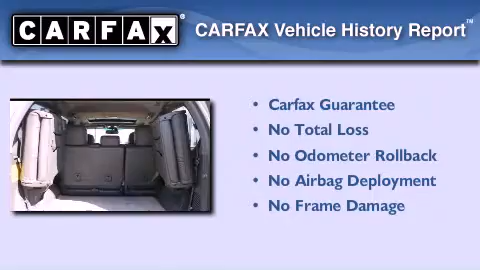 CARFAX®
CARFAX Vehicle History Report™
• Carfax Guarantee
• No Total Loss
• No Odometer Rollback
• No Airbag Deployment
• No Frame Damage